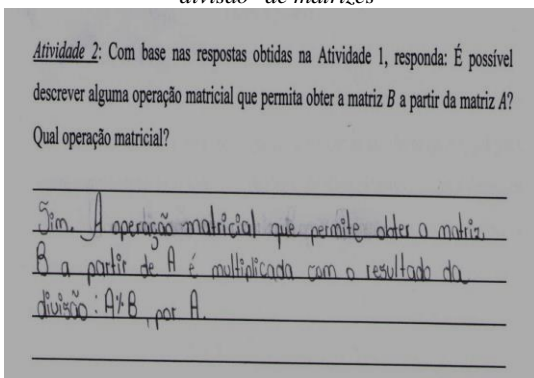 "divisão" de matrizes
Atividade 2: Com base nas respostas obtidas na Atividade 1, responda: É possível
descrever alguma operação matricial que permita obter a matriz B a partir da matriz A?
Qual operação matricial?
Sim. A operação matricial que permite obter a matriz
B a partir de A é multiplicada com o resultado da
divisão: A%B, por A.